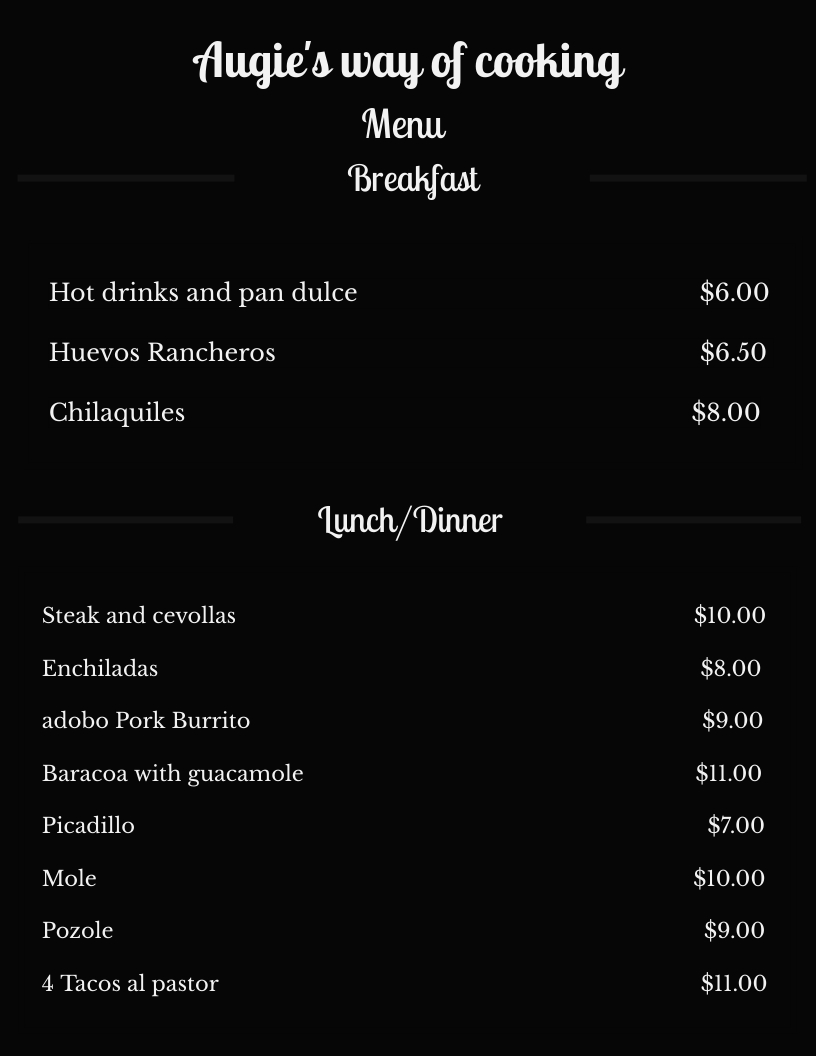 Augie's way of cooking
Menu
Breakfast
Hot drinks and pan dulce $6.00
Huevos Rancheros $6.50
Chilaquiles $8.00
Lunch/Dinner
Steak and cevollas $10.00
Enchiladas $8.00
adobo Pork Burrito $9.00
Baracoa with guacamole $11.00
Picadillo $7.00
Mole $10.00
Pozole $9.00
4 Tacos al pastor $11.00